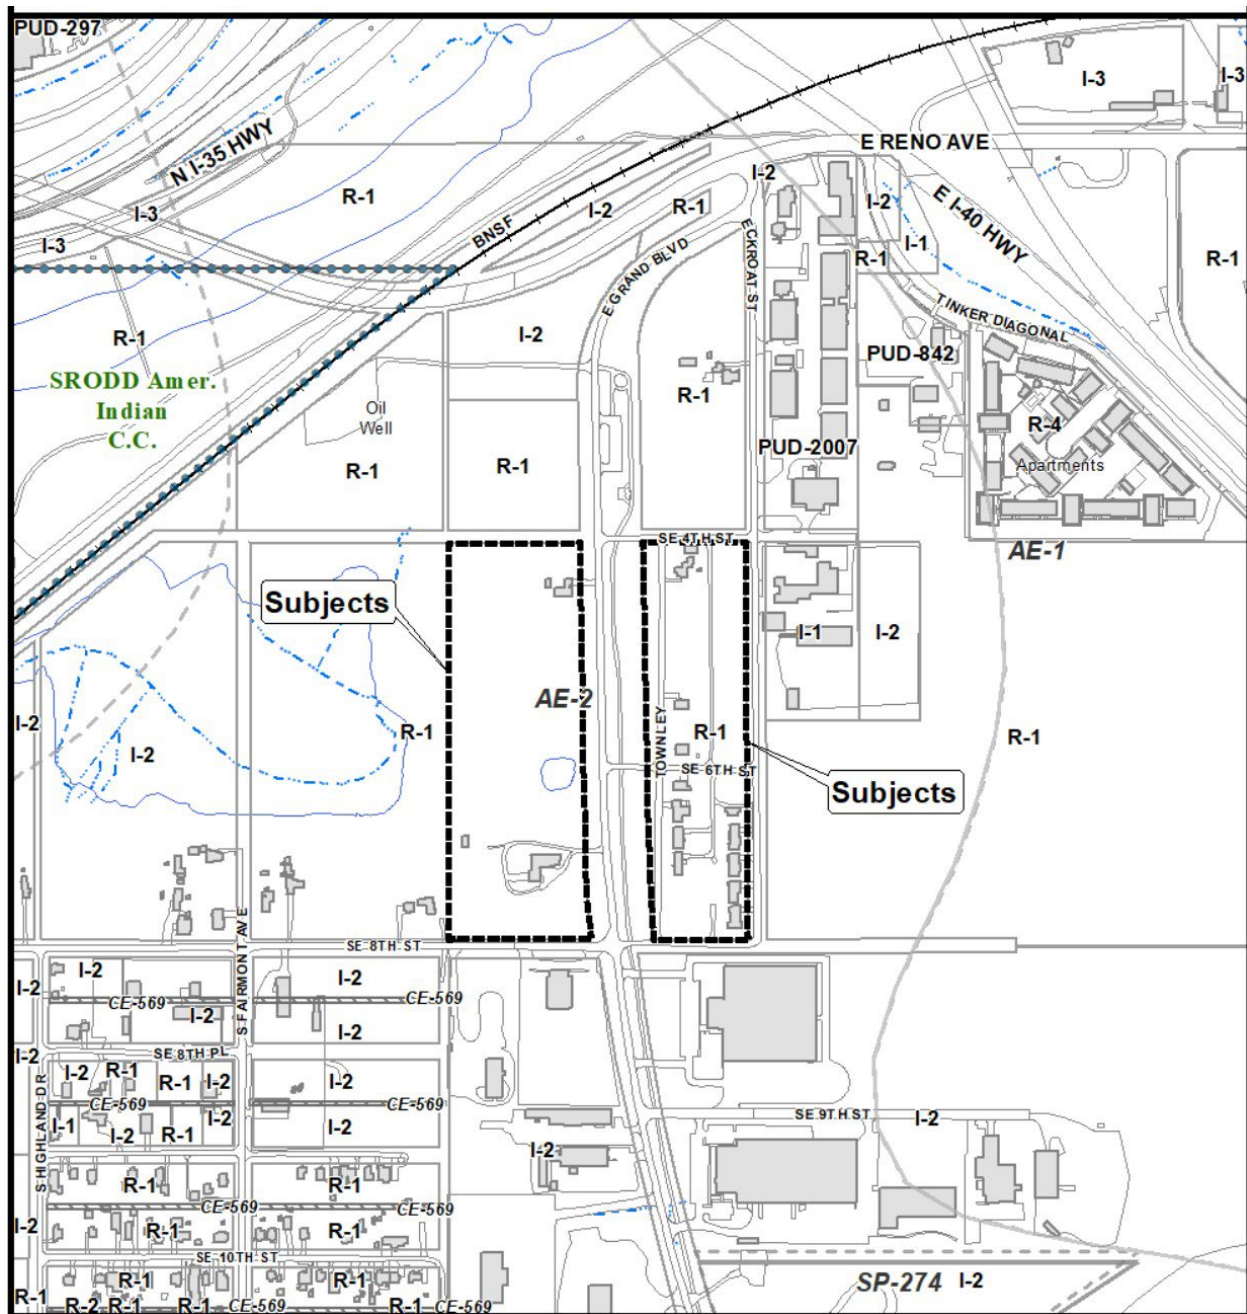 PUD-297
I-3
I-3
N I-35 HWY
E RENO AVE
R-1
I-3
I-2
I-2
R-1
I-2
I-3
BNSF
E GRAND BLVD
ECKROAT ST
I-1
R-1
E I-40 HWY
R-1
R-1
I-2
TINKER DIAGONAL
PUD-842
SRODD Amer.
Indian
C.C.
Oil
Well
R-1
R-4
R-1
R-1
PUD-2007
Apartments
SE 4TH ST
AE-1
Subjects
I-1
I-2
AE-2
I-2
I-2
R-1
TOWNLEY
R-1
R-1
SE 6TH ST
Subjects
S FAIRMONT AVE
SE 8TH ST
I-2
I-2
I-2
CE-569
CE-569
I-2
I-2
I-2
SE 8TH PL
I-2
R-1
R-1
I-2
I-2
CE-569
CE-569
S HIGHLAND DR
I-1
I-2
R-1
I-2
I-2
SE 9TH ST
I-2
I-2
R-1
R-1
CE-569
CE-569
I-2
R-1
R-1
SE 10TH ST
R-1
R-1
SP-274
I-2
R-1
R-2
R-1
R-1
CE-569
R-1
CE-569